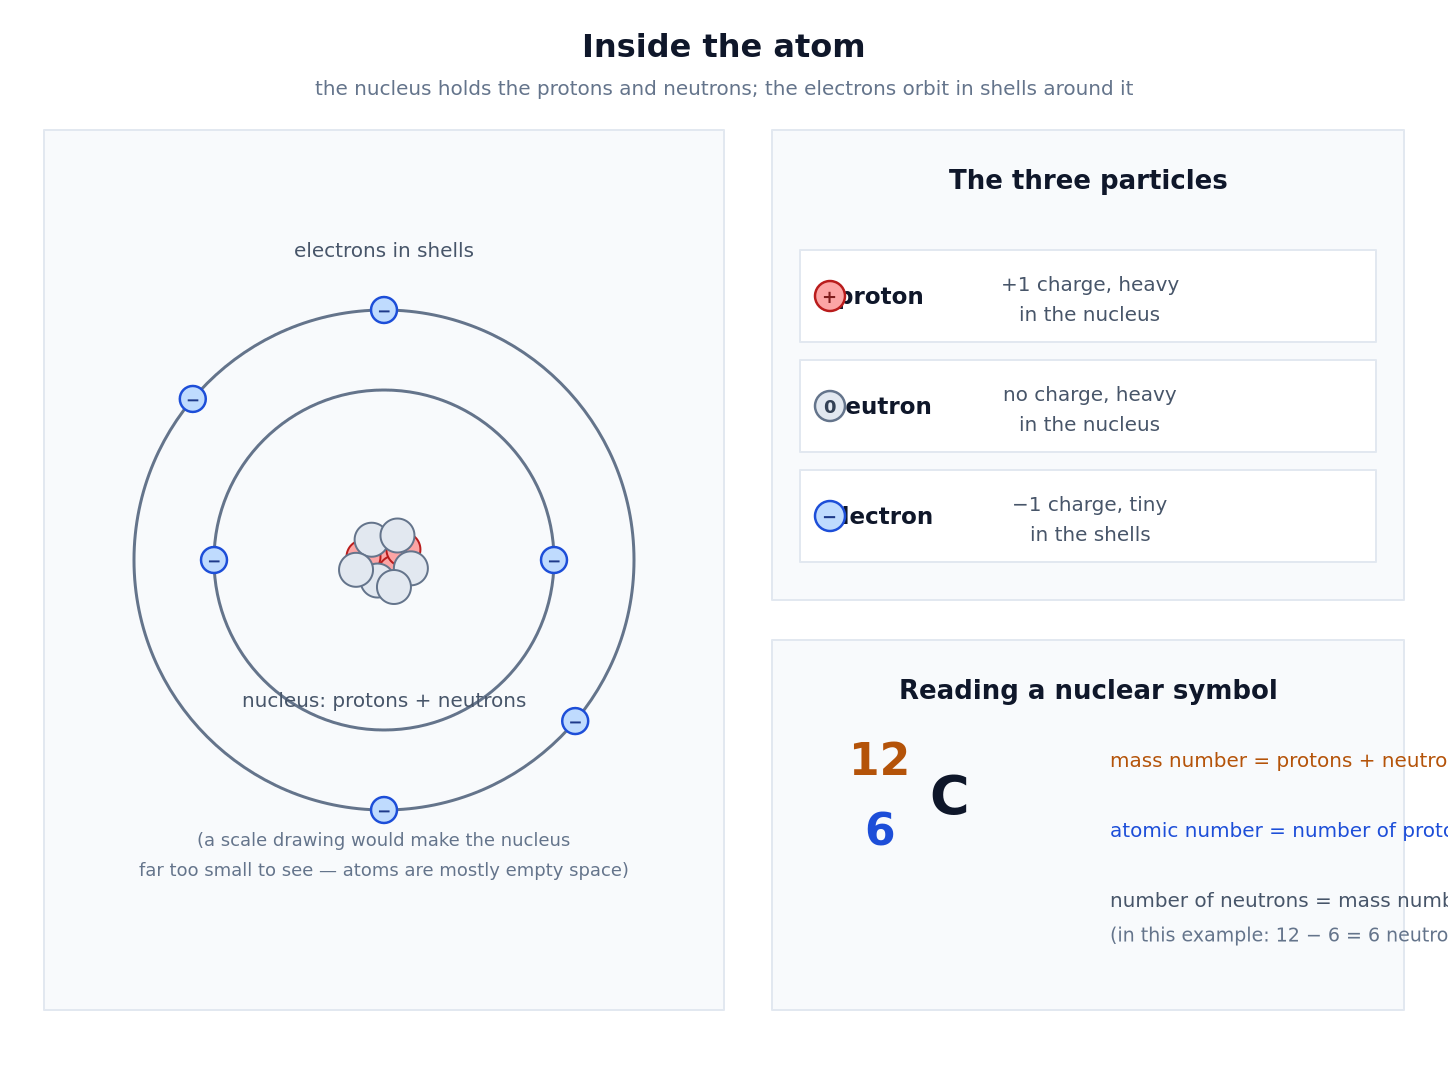 Inside the atom
the nucleus holds the protons and neutrons; the electrons orbit in shells around it
electrons in shells
−
−
− −
nucleus: protons + neutrons
−
−
(a scale drawing would make the nucleus
far too small to see — atoms are mostly empty space)
The three particles
+ proton
+1 charge, heavy
in the nucleus
0 eutron
no charge, heavy
in the nucleus
− lectron
−1 charge, tiny
in the shells
Reading a nuclear symbol
12
6
C
mass number = protons + neutro
atomic number = number of proto
number of neutrons = mass numb
(in this example: 12 − 6 = 6 neutro